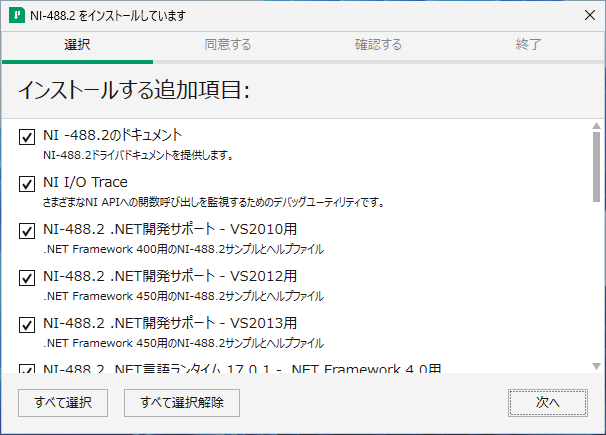 NI-488.2 をインストールしています
選択
同意する
確認する
終了
インストールする追加項目:
NI -488.2のドキュメント
NI-488.2ドライバドキュメントを提供します。
NI I/O Trace
さまざまなNI APIへの関数呼び出しを監視するためのデバッグユーティリティです。
NI-488.2 .NET開発サポート - VS2010用
.NET Framework 400用のNI-488.2サンプルとヘルプファイル
NI-488.2 .NET開発サポート - VS2012用
.NET Framework 450用のNI-488.2サンプルとヘルプファイル
NI-488.2 .NET開発サポート - VS2013用
.NET Framework 450用のNI-488.2サンプルとヘルプファイル
NI-488.2 .NET言語ランタイム 17.0.1 - .NET Framework 4.0用
すべて選択
すべて選択解除
次へ